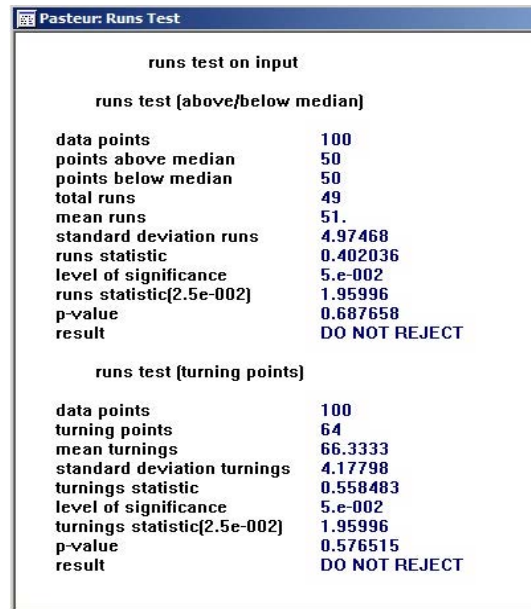 Pasteur: Runs Test
runs test on input
runs test (above/below median)
data points 100
points above median 50
points below median 50
total runs 49
mean runs 51.
standard deviation runs 4.97468
runs statistic 0.402036
level of significance 5.e-002
runs statistic(2.5e-002) 1.95996
p-value 0.687658
result DO NOT REJECT
runs test (turning points)
data points 100
turning points 64
mean turnings 66.3333
standard deviation turnings 4.17798
turnings statistic 0.558483
level of significance 5.e-002
turnings statistic(2.5e-002) 1.95996
p-value 0.576515
result DO NOT REJECT